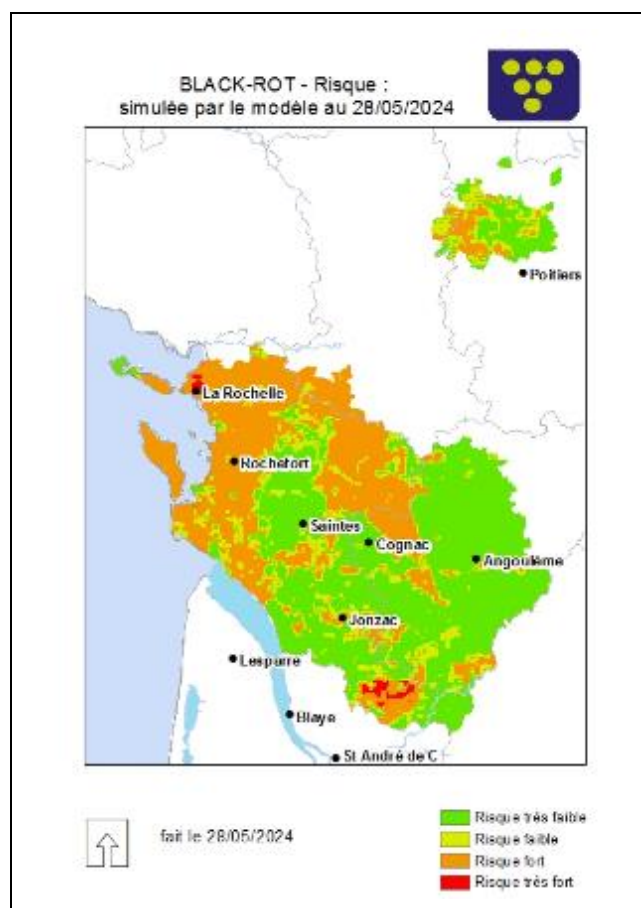 BLACK-ROT - Risque :
simulée par le modèle au 28/05/2024
Poitiers
La Rochelle
Rochefort
Saintes
Cognac
Angoulême
Jonzac
Lesparre
Blaye
St André de C
fait le 28/05/2024
Risque très faible
Risque faible
Risque fort
Risque très fort